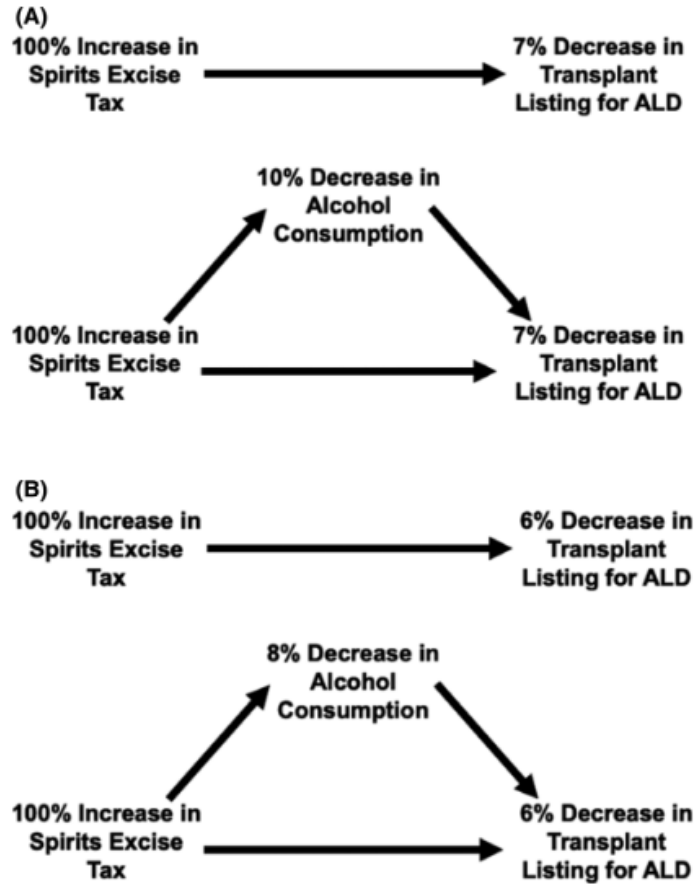 (A)
100% Increase in
Spirits Excise
Tax
7% Decrease in
Transplant
Listing for ALD
10% Decrease in
Alcohol
Consumption
100% Increase in
Spirits Excise
Tax
7% Decrease in
Transplant
Listing for ALD
(B)
100% Increase in
Spirits Excise
Tax
6% Decrease in
Transplant
Listing for ALD
8% Decrease in
Alcohol
Consumption
100% Increase in
Spirits Excise
Tax
6% Decrease in
Transplant
Listing for ALD